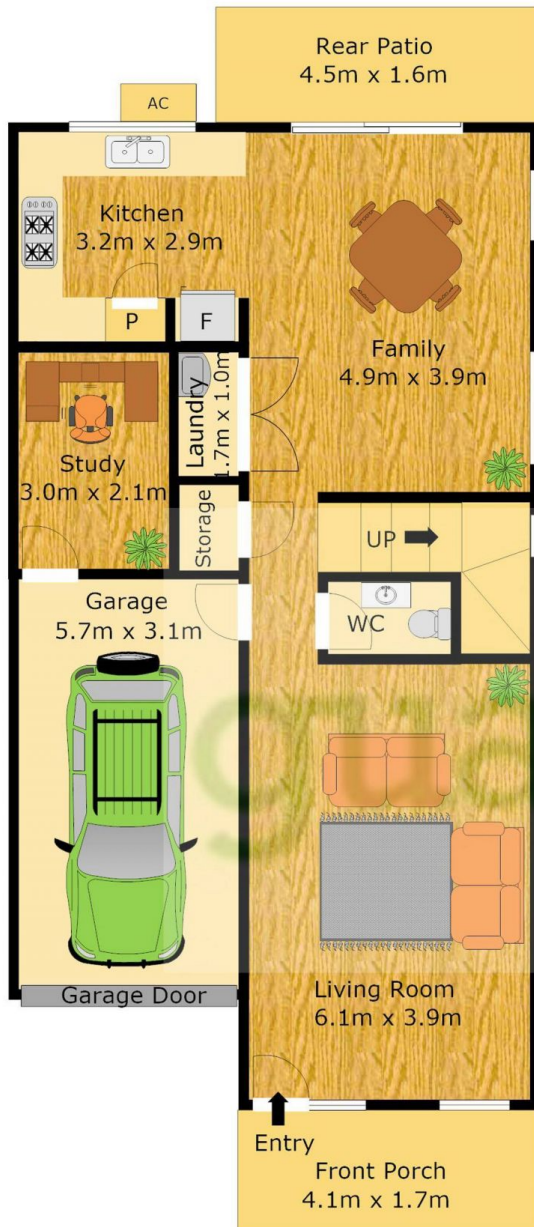 Rear Patio
4.5m x 1.6m
AC
Kitchen
3.2m x 2.9m
P
F
Family
4.9m x 3.9m
Laundry
1.7m x 1.0m
Study
3.0m x 2.1m
Storage
UP
WC
Garage
5.7m x 3.1m
Living Room
6.1m x 3.9m
Garage Door
Entry
Front Porch
4.1m x 1.7m